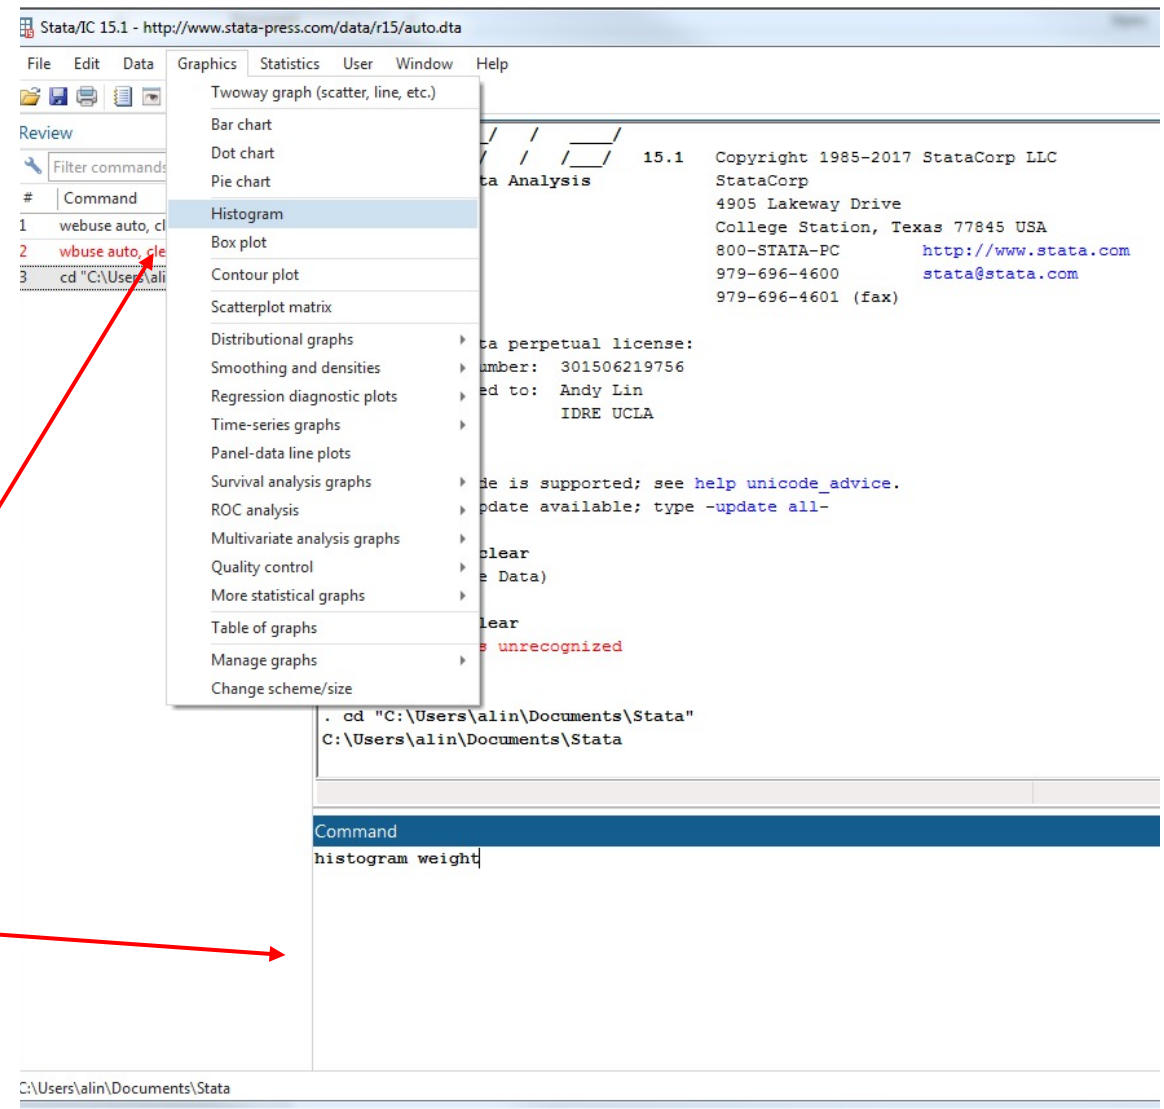 Stata/IC 15.1 - http://www.stata-press.com/data/r15/auto.dta
File Edit Data Graphics Statistics User Window Help
Twoway graph (scatter, line, etc.)
Bar chart
Dot chart
Pie chart
Histogram
Box plot
Contour plot
Scatterplot matrix
Distributional graphs
Smoothing and densities
Regression diagnostic plots
Time-series graphs
Panel-data line plots
Survival analysis graphs
ROC analysis
Multivariate analysis graphs
Quality control
More statistical graphs
Table of graphs
Manage graphs
Change scheme/size
Review
Filter commands
# Command
1 webuse auto, cl
2 wbuse auto, cle
3 cd "C:\Users\ali
15.1 Copyright 1985-2017 StataCorp LLC
ta Analysis StataCorp
4905 Lakeway Drive
College Station, Texas 77845 USA
800-STATA-PC http://www.stata.com
979-696-4600 stata@stata.com
979-696-4601 (fax)
ta perpetual license:
umber: 301506219756
ed to: Andy Lin
IDRE UCLA
de is supported; see help unicode_advice.
pdate available; type -update all-
clear
e Data)
lear
s unrecognized
. cd "C:\Users\alin\Documents\Stata"
C:\Users\alin\Documents\Stata
Command
histogram weight
C:\Users\alin\Documents\Stata